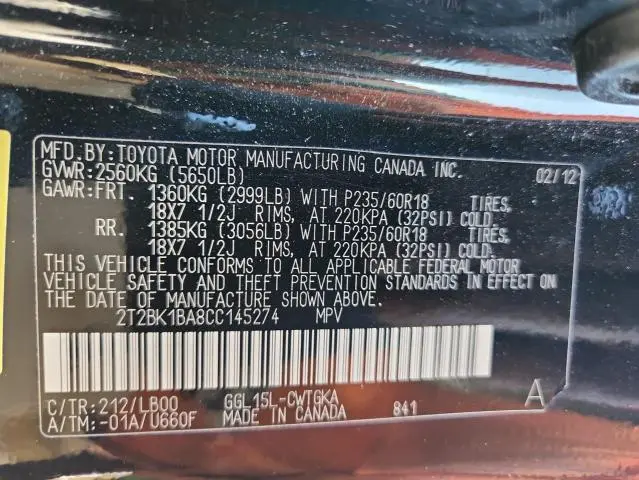 MFD.BY:TOYOTA MOTOR MANUFACTURING CANADA INC. 02/12
GVWR:2560KG (5650LB)
GAWR:FRT. 1360KG (2999LB) WITH P235/60R18 TIRES,
18X7 1/2J RIMS, AT 220KPA (32PSI) COLD.
RR. 1385KG (3056LB) WITH P235/60R18 TIRES,
18X7 1/2J RIMS, AT 220KPA (32PSI) COLD.
THIS VEHICLE CONFORMS TO ALL APPLICABLE FEDERAL MOTOR
VEHICLE SAFETY AND THEFT PREVENTION STANDARDS IN EFFECT ON
THE DATE OF MANUFACTURE SHOWN ABOVE.
2T2BK1BA8CC145274 MPV
C/TR:212/LB00 GGL15L-CWTGKA A
A/TM:-01A/U660F MADE IN CANADA 841